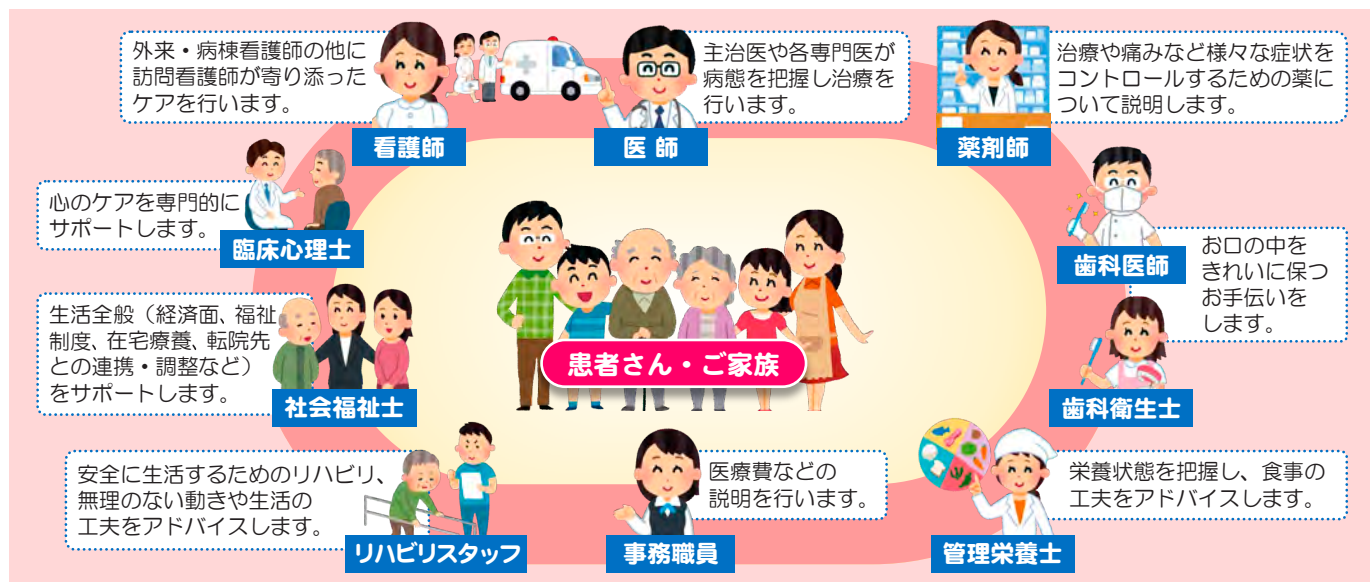 外来・病棟看護師の他に
訪問看護師が寄り添った
ケアを行います。
看護師
主治医や各専門医が
病態を把握し治療を
行います。
医 師
治療や痛みなど様々な症状を
コントロールするための薬に
ついて説明します。
薬剤師
心のケアを専門的に
サポートします。
臨床心理士
歯科医師
お口の中を
きれいに保つ
お手伝いを
します。
歯科衛生士
生活全般(経済面、福祉
制度、在宅療養、転院先
との連携・調整など)
をサポートします。
社会福祉士
患者さん・ご家族
安全に生活するためのリハビリ、
無理のない動きや生活の
工夫をアドバイスします。
リハビリスタッフ
医療費などの
説明を行います。
事務職員
栄養状態を把握し、食事の
工夫をアドバイスします。
管理栄養士